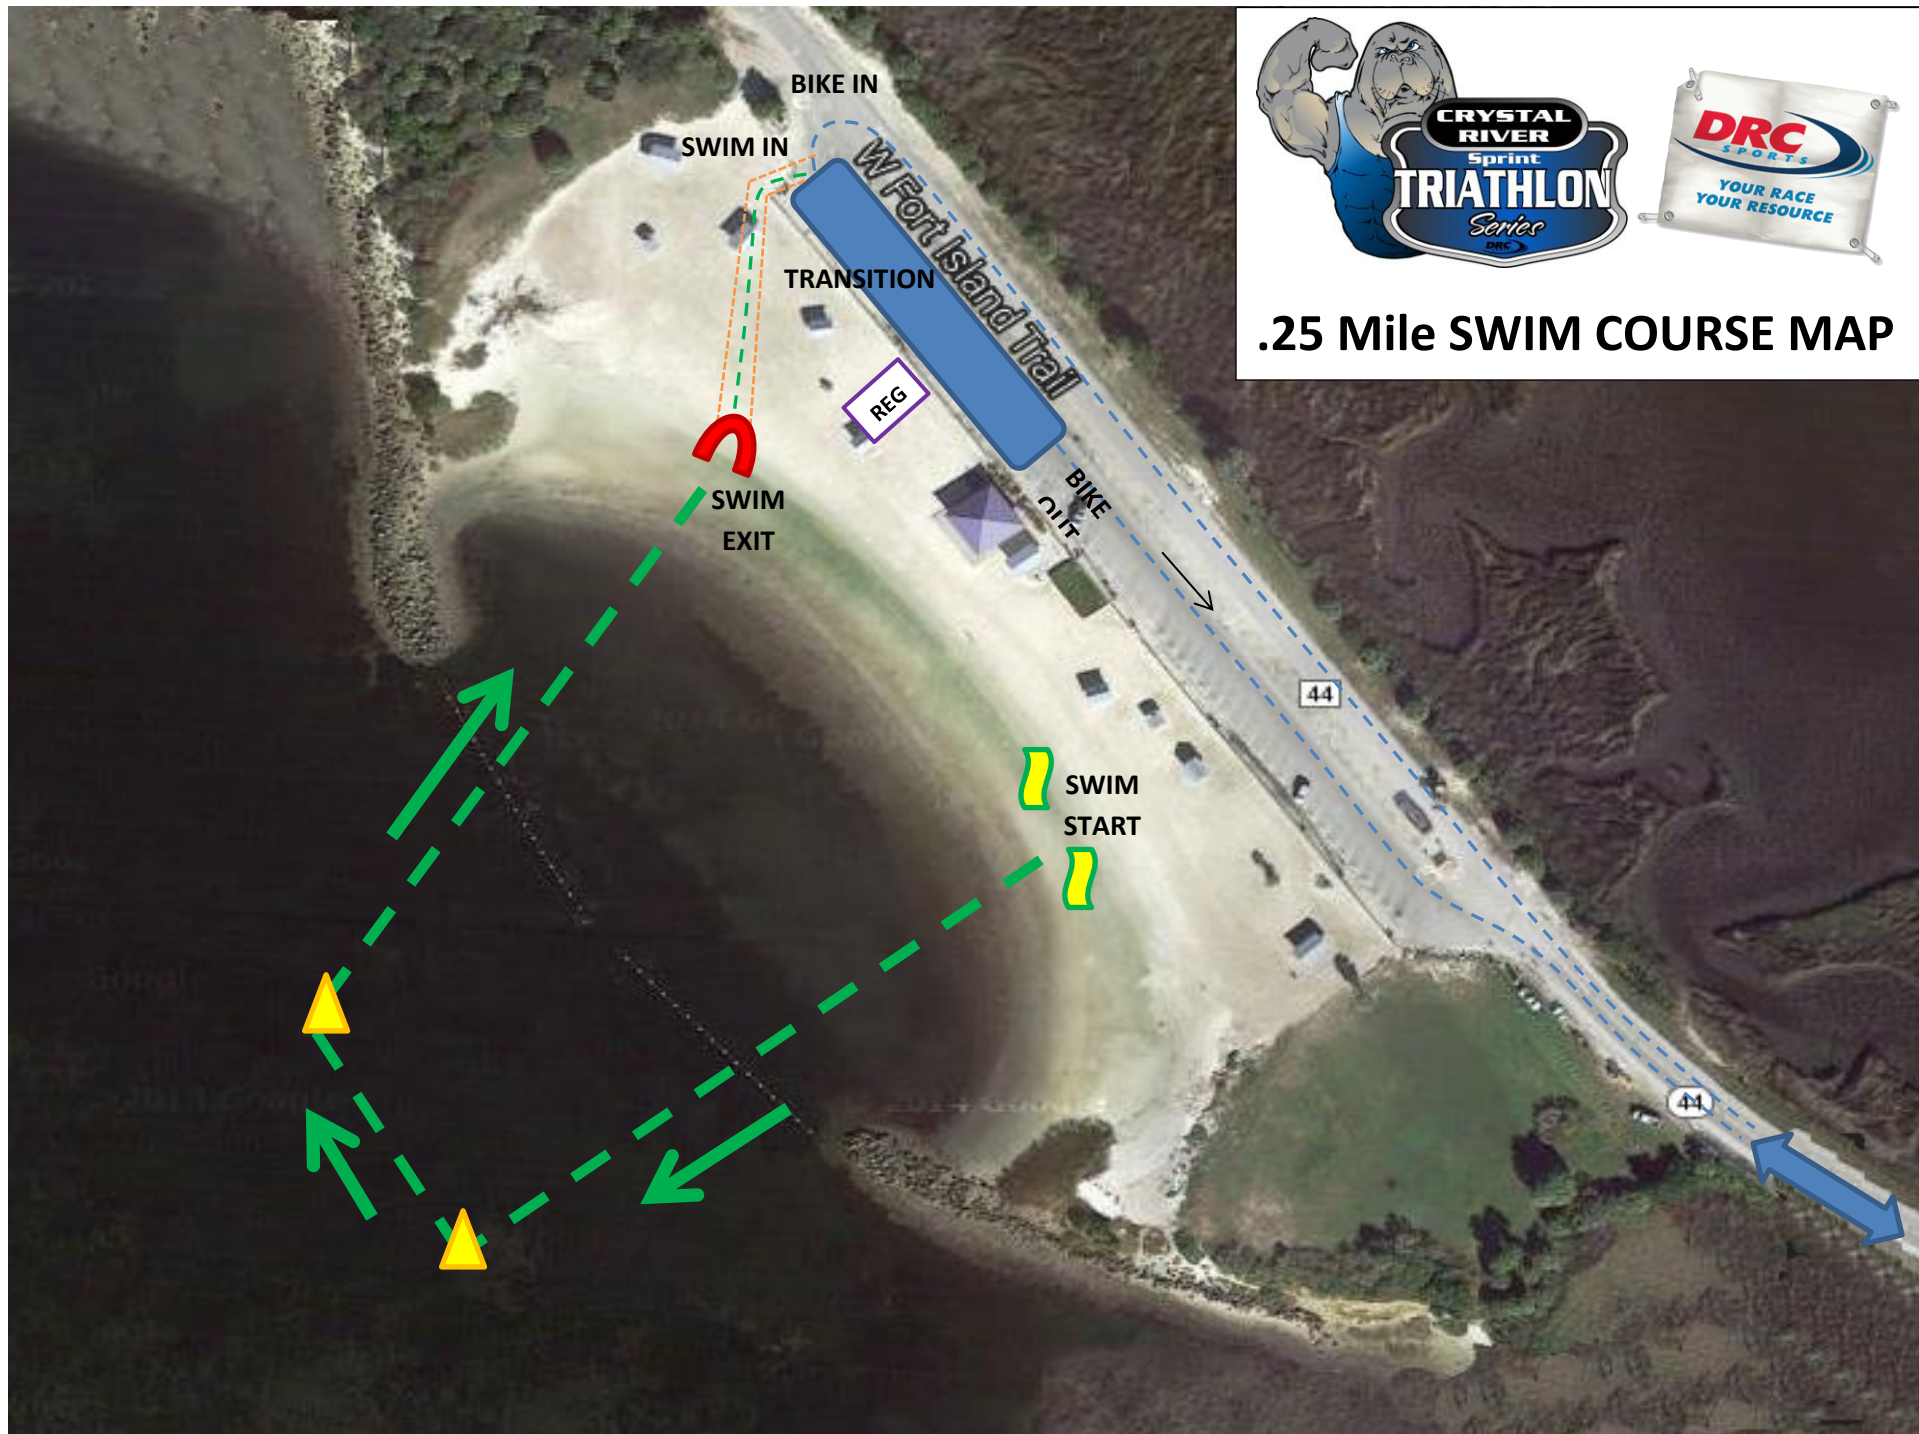 CRYSTAL
RIVER
Sprint
TRIATHLON
Series
DRC
DRC
SPORTS
YOUR RACE
YOUR RESOURCE
.25 Mile SWIM COURSE MAP
BIKE IN
SWIM IN
W Fort Island Trail
TRANSITION
REG
BIKE
OUT
SWIM
EXIT
44
SWIM
START
44